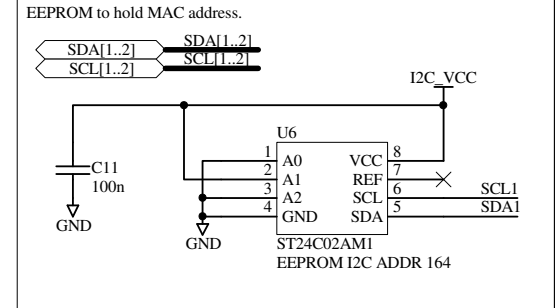 EEPROM to hold MAC address.
SDA[1..2] SDA[1..2]
SCL[1..2] SCL[1..2]
I2C_VCC
U6
1 A0 VCC 8
2 A1 REF 7
3 A2 SCL 6 SCL1
4 GND SDA 5 SDA1
C11
100n
GND
GND
ST24C02AM1
EEPROM I2C ADDR 164